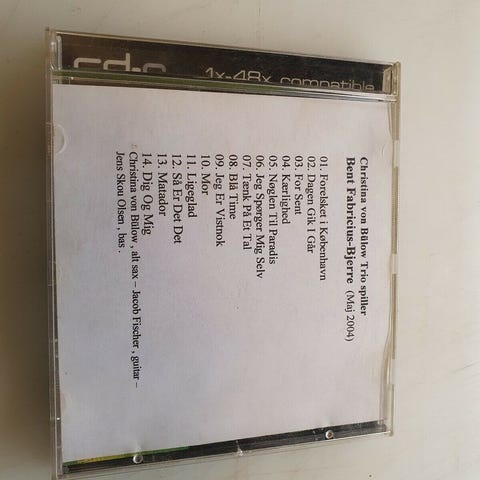 cd-r 1x-48x compatible
Christina von Bülow Trio spiller
Bent Fabricius-Bjerre (Maj 2004)
01. Forelsket i København
02. Dagen Gik I Går
03. For Sent
04. Kærlighed
05. Nøglen Til Paradis
06. Jeg Spørger Mig Selv
07. Tænk På Et Tal
08. Blå Time
09. Jeg Er Vistnok
10. Mor
11. Ligeglad
12. Så Er Det Det
13. Matador
14. Dig Og Mig
Christina von Bülow , alt sax – Jacob Fischer , guitar –
Jens Skou Olsen , bas .